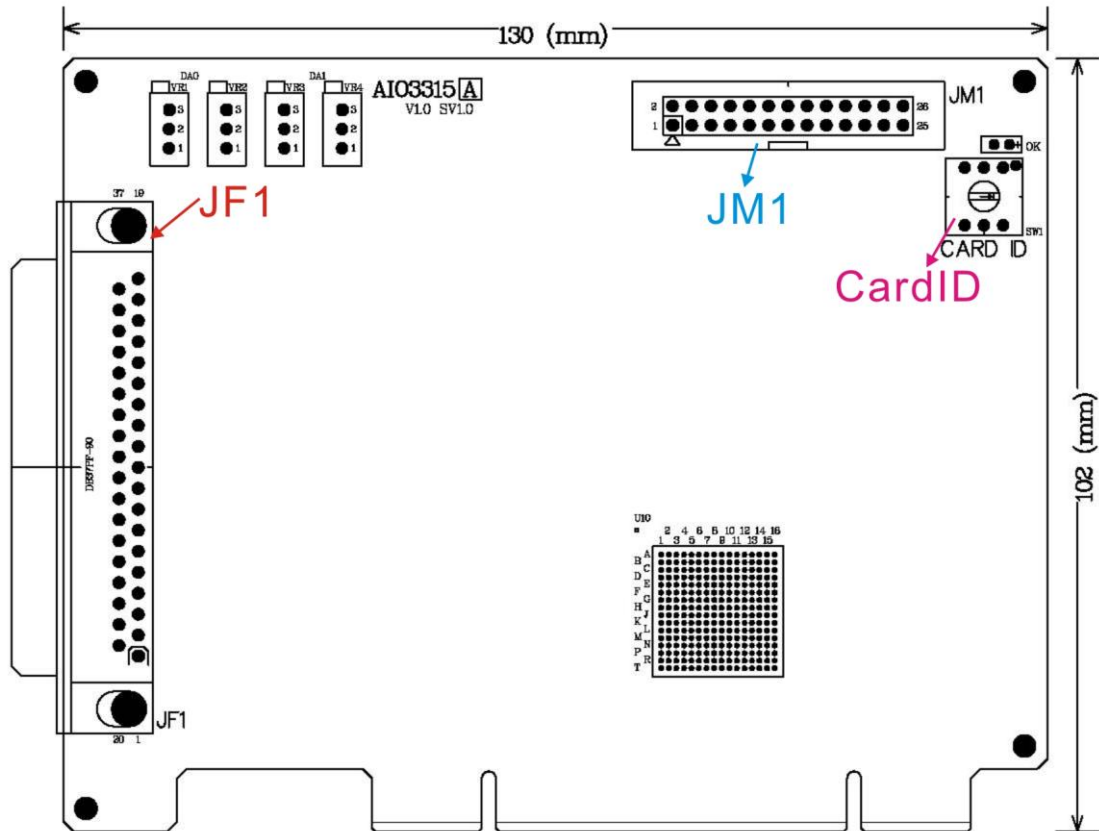 130 (mm)
DA0
DA1
VR1
VR2
VR3
VR4
3
2
1
3
2
1
3
2
1
3
2
1
AIO3315 A
V1.0 SV1.0
JM1
2
26
1
25
OK
SW1
CARD ID
JF1
JM1
CardID
37 19
DB37PF-90
JF1
20 1
102 (mm)
U10
2 4 6 8 10 12 14 16
1 3 5 7 9 11 13 15
A
B
C
D
E
F
G
H
J
K
L
M
N
P
R
T